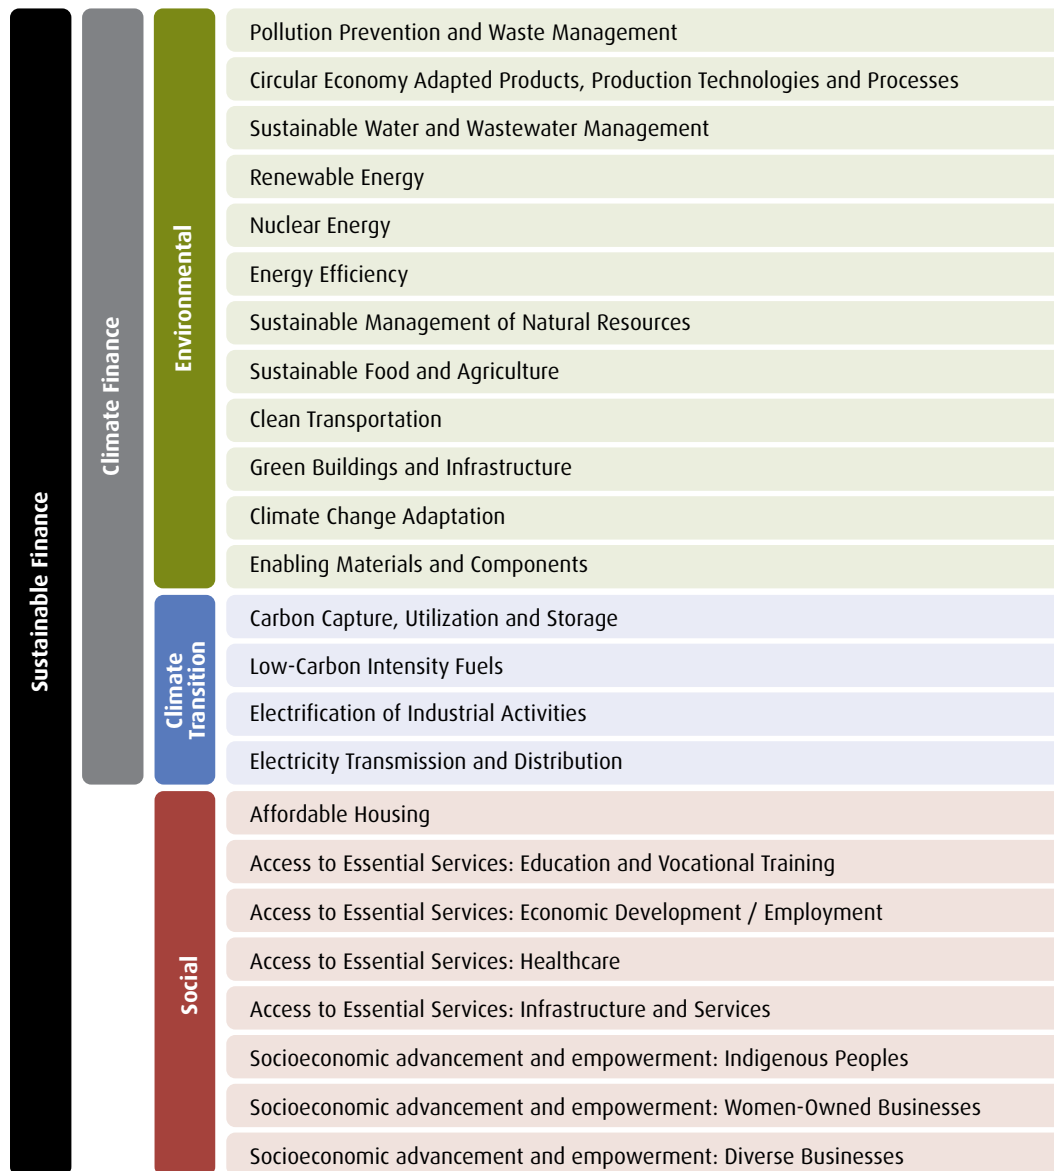 Sustainable Finance
Climate Finance
Environmental
Pollution Prevention and Waste Management
Circular Economy Adapted Products, Production Technologies and Processes
Sustainable Water and Wastewater Management
Renewable Energy
Nuclear Energy
Energy Efficiency
Sustainable Management of Natural Resources
Sustainable Food and Agriculture
Clean Transportation
Green Buildings and Infrastructure
Climate Change Adaptation
Enabling Materials and Components
Climate
Transition
Carbon Capture, Utilization and Storage
Low-Carbon Intensity Fuels
Electrification of Industrial Activities
Electricity Transmission and Distribution
Social
Affordable Housing
Access to Essential Services: Education and Vocational Training
Access to Essential Services: Economic Development / Employment
Access to Essential Services: Healthcare
Access to Essential Services: Infrastructure and Services
Socioeconomic advancement and empowerment: Indigenous Peoples
Socioeconomic advancement and empowerment: Women-Owned Businesses
Socioeconomic advancement and empowerment: Diverse Businesses